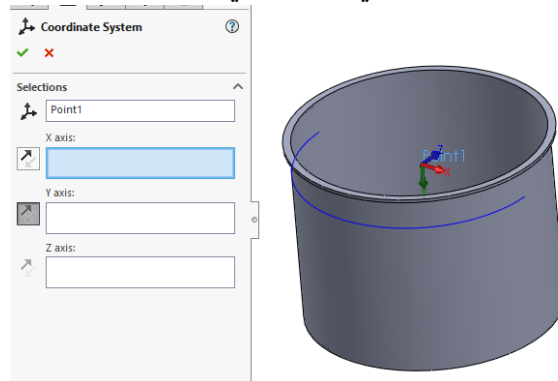 Coordinate System
Selections
Point1
X axis:
Y axis:
Z axis:
Point1
Z
X